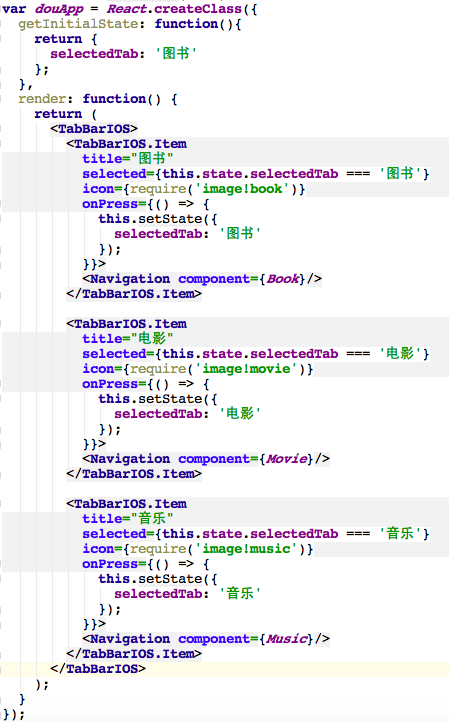 var douApp = React.createClass({
  getInitialState: function(){
    return {
      selectedTab: '图书'
    };
  },
  render: function() {
    return (
      <TabBarIOS>
        <TabBarIOS.Item
          title="图书"
          selected={this.state.selectedTab === '图书'}
          icon={require('image!book')}
          onPress={() => {
            this.setState({
              selectedTab: '图书'
            });
          }}>
          <Navigation component={Book}/>
        </TabBarIOS.Item>

        <TabBarIOS.Item
          title="电影"
          selected={this.state.selectedTab === '电影'}
          icon={require('image!movie')}
          onPress={() => {
            this.setState({
              selectedTab: '电影'
            });
          }}>
          <Navigation component={Movie}/>
        </TabBarIOS.Item>

        <TabBarIOS.Item
          title="音乐"
          selected={this.state.selectedTab === '音乐'}
          icon={require('image!music')}
          onPress={() => {
            this.setState({
              selectedTab: '音乐'
            });
          }}>
          <Navigation component={Music}/>
        </TabBarIOS.Item>
      </TabBarIOS>
    );
  }
});